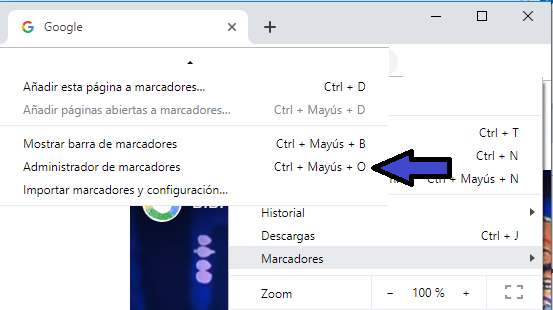 Google
Añadir esta página a marcadores... Ctrl + D
Añadir páginas abiertas a marcadores... Ctrl + Mayús + D
Mostrar barra de marcadores Ctrl + Mayús + B
Administrador de marcadores Ctrl + Mayús + O
Importar marcadores y configuración...
Ctrl + T
Ctrl + N
Ctrl + Mayús + N
Historial
Descargas Ctrl + J
Marcadores
Zoom - 100 % +